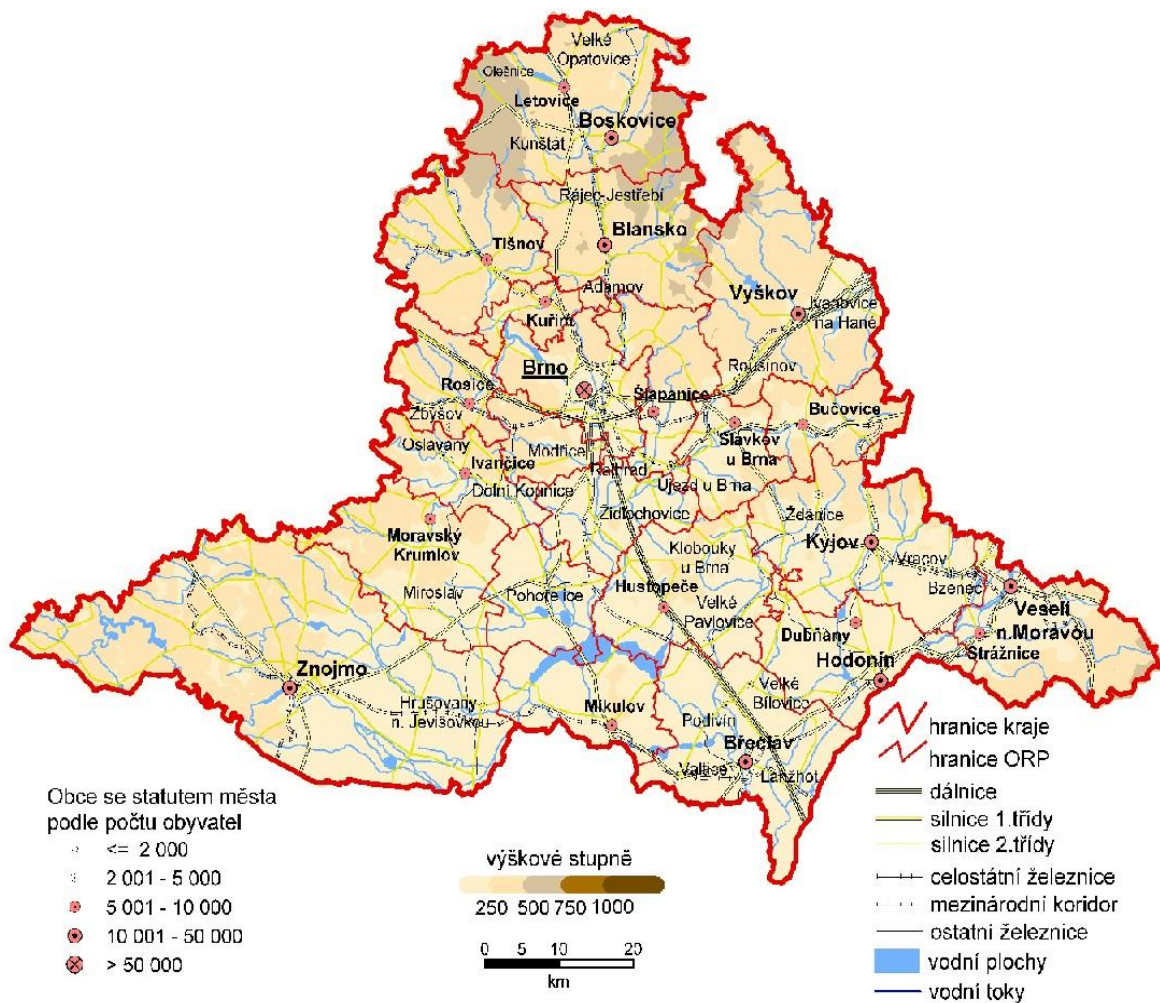 Velké
Opatovice
Olešnice
Letovice
Boskovice
Kunštát
Rájec-Jestřebí
Blansko
Tišnov
Adamov
Vyškov
Ivanovice
na Hané
Kuřim
Rousínov
Brno
Rosice
Šlapanice
Zbýšov
Bučovice
Slavkov
u Brna
Oslavany
Modřice
Ivančice
Rajhrad
Újezd u Brna
Dolní Kounice
Židlochovice
Ždánice
Moravský
Krumlov
Klobouky
u Brna
Kyjov
Vracov
Bzenec
Miroslav
Pohořelice
Hustopeče
Velké
Pavlovice
Veselí
n.Moravou
Dubňany
Strážnice
Hodonín
Znojmo
Velké
Bílovice
Hrušovany
n. Jevišovkou
Mikulov
Podivín
Břeclav
Valtice
Lanžhot
Obce se statutem města
podle počtu obyvatel
<= 2 000
2 001 - 5 000
5 001 - 10 000
10 001 - 50 000
> 50 000
výškové stupně
250 500 750 1000
0 5 10 20
km
hranice kraje
hranice ORP
dálnice
silnice 1.třídy
silnice 2.třídy
celostátní železnice
mezinárodní koridor
ostatní železnice
vodní plochy
vodní toky